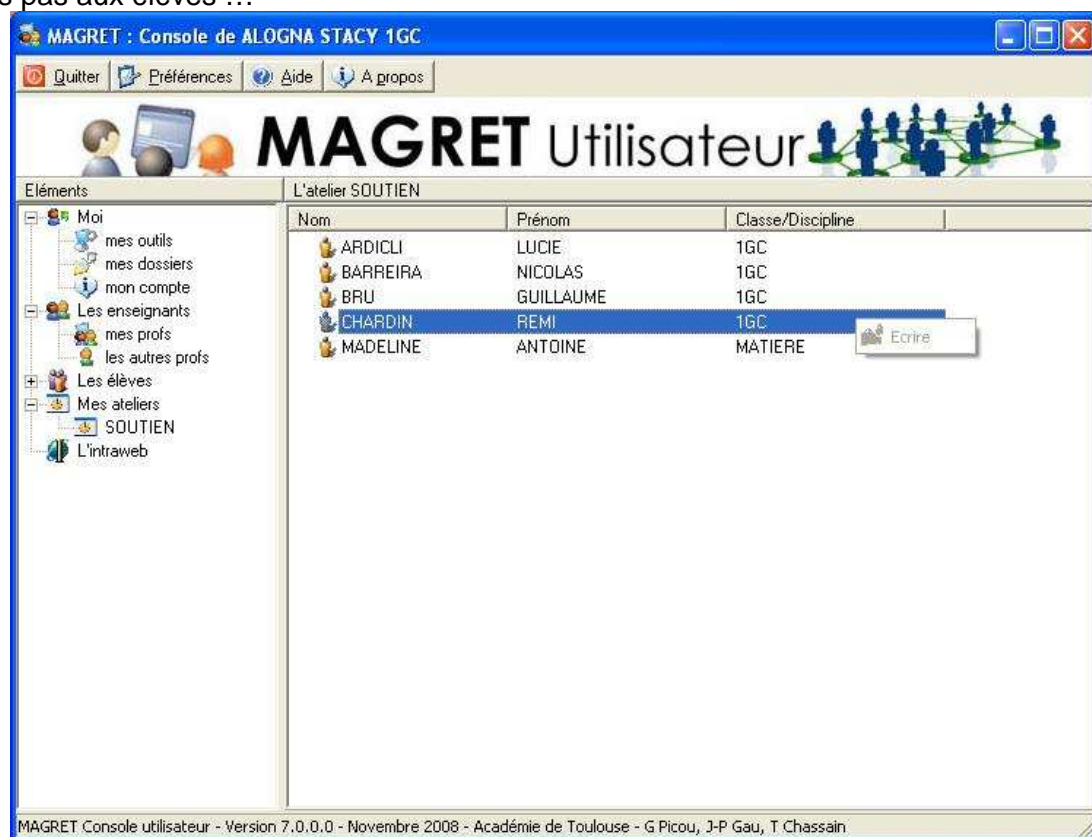 s pas aux élèves …
MAGRET : Console de ALOGNA STACY 1GC
Quitter Préférences Aide A propos
MAGRET Utilisateur
Eléments L'atelier SOUTIEN
Moi
mes outils
mes dossiers
mon compte
Les enseignants
mes profs
les autres profs
Les élèves
Mes ateliers
SOUTIEN
L'intraweb
Nom Prénom Classe/Discipline
ARDICLI LUCIE 1GC
BARREIRA NICOLAS 1GC
BRU GUILLAUME 1GC
CHARDIN REMI 1GC
Ecrire
MADELINE ANTOINE MATIERE
MAGRET Console utilisateur - Version 7.0.0.0 - Novembre 2008 - Académie de Toulouse - G Picou, J-P Gau, T Chassain